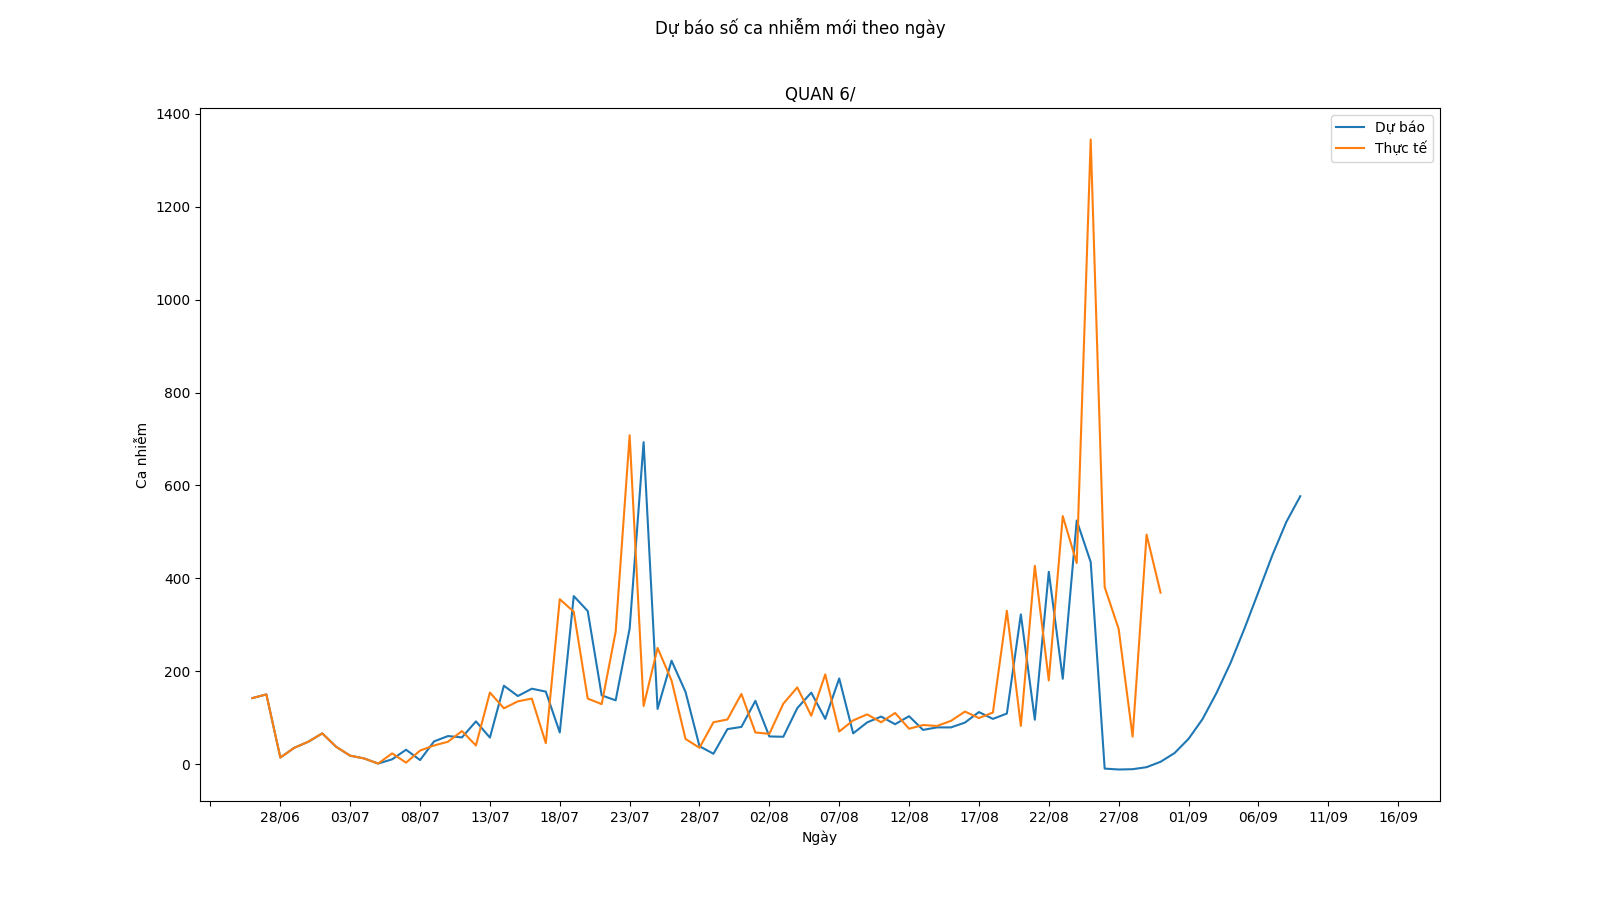 Dự báo số ca nhiễm mới theo ngày
QUAN 6/
Dự báo
Thực tế
1400
1200
1000
800
600
400
200
0
Ca nhiễm
28/06 03/07 08/07 13/07 18/07 23/07 28/07 02/08 07/08 12/08 17/08 22/08 27/08 01/09 06/09 11/09 16/09
Ngày